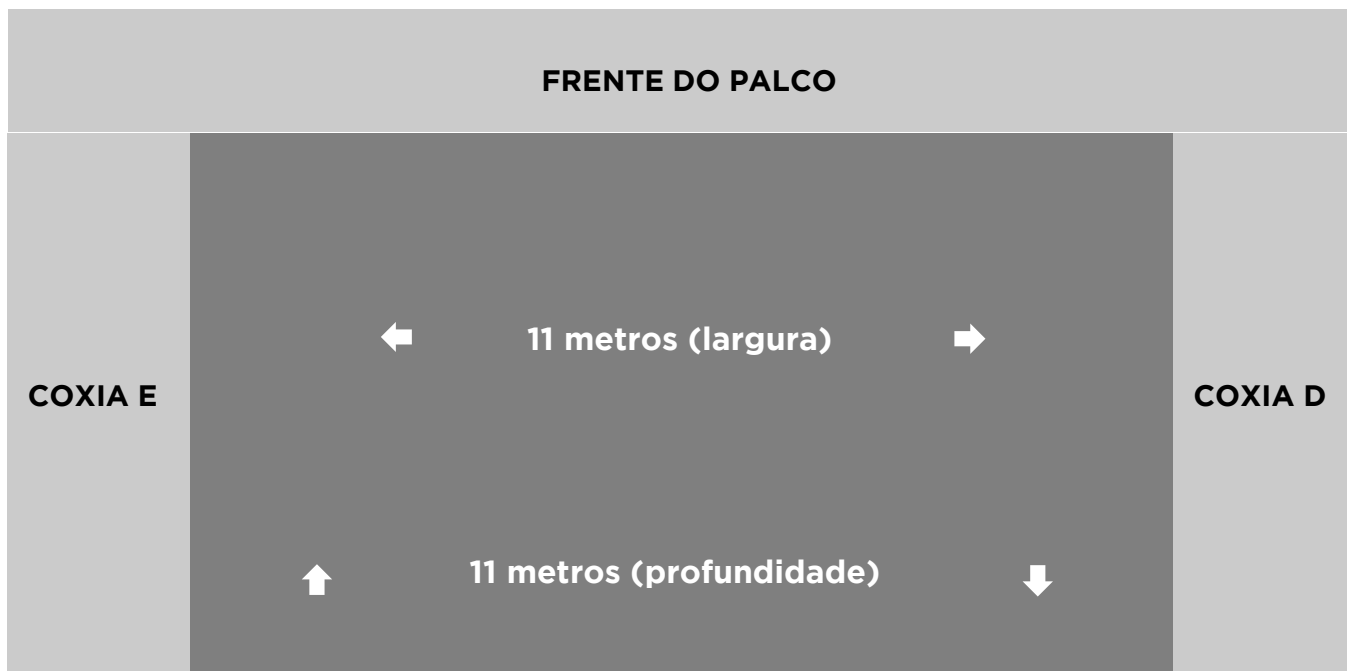 FRENTE DO PALCO
11 metros (largura)
COXIA E
COXIA D
11 metros (profundidade)